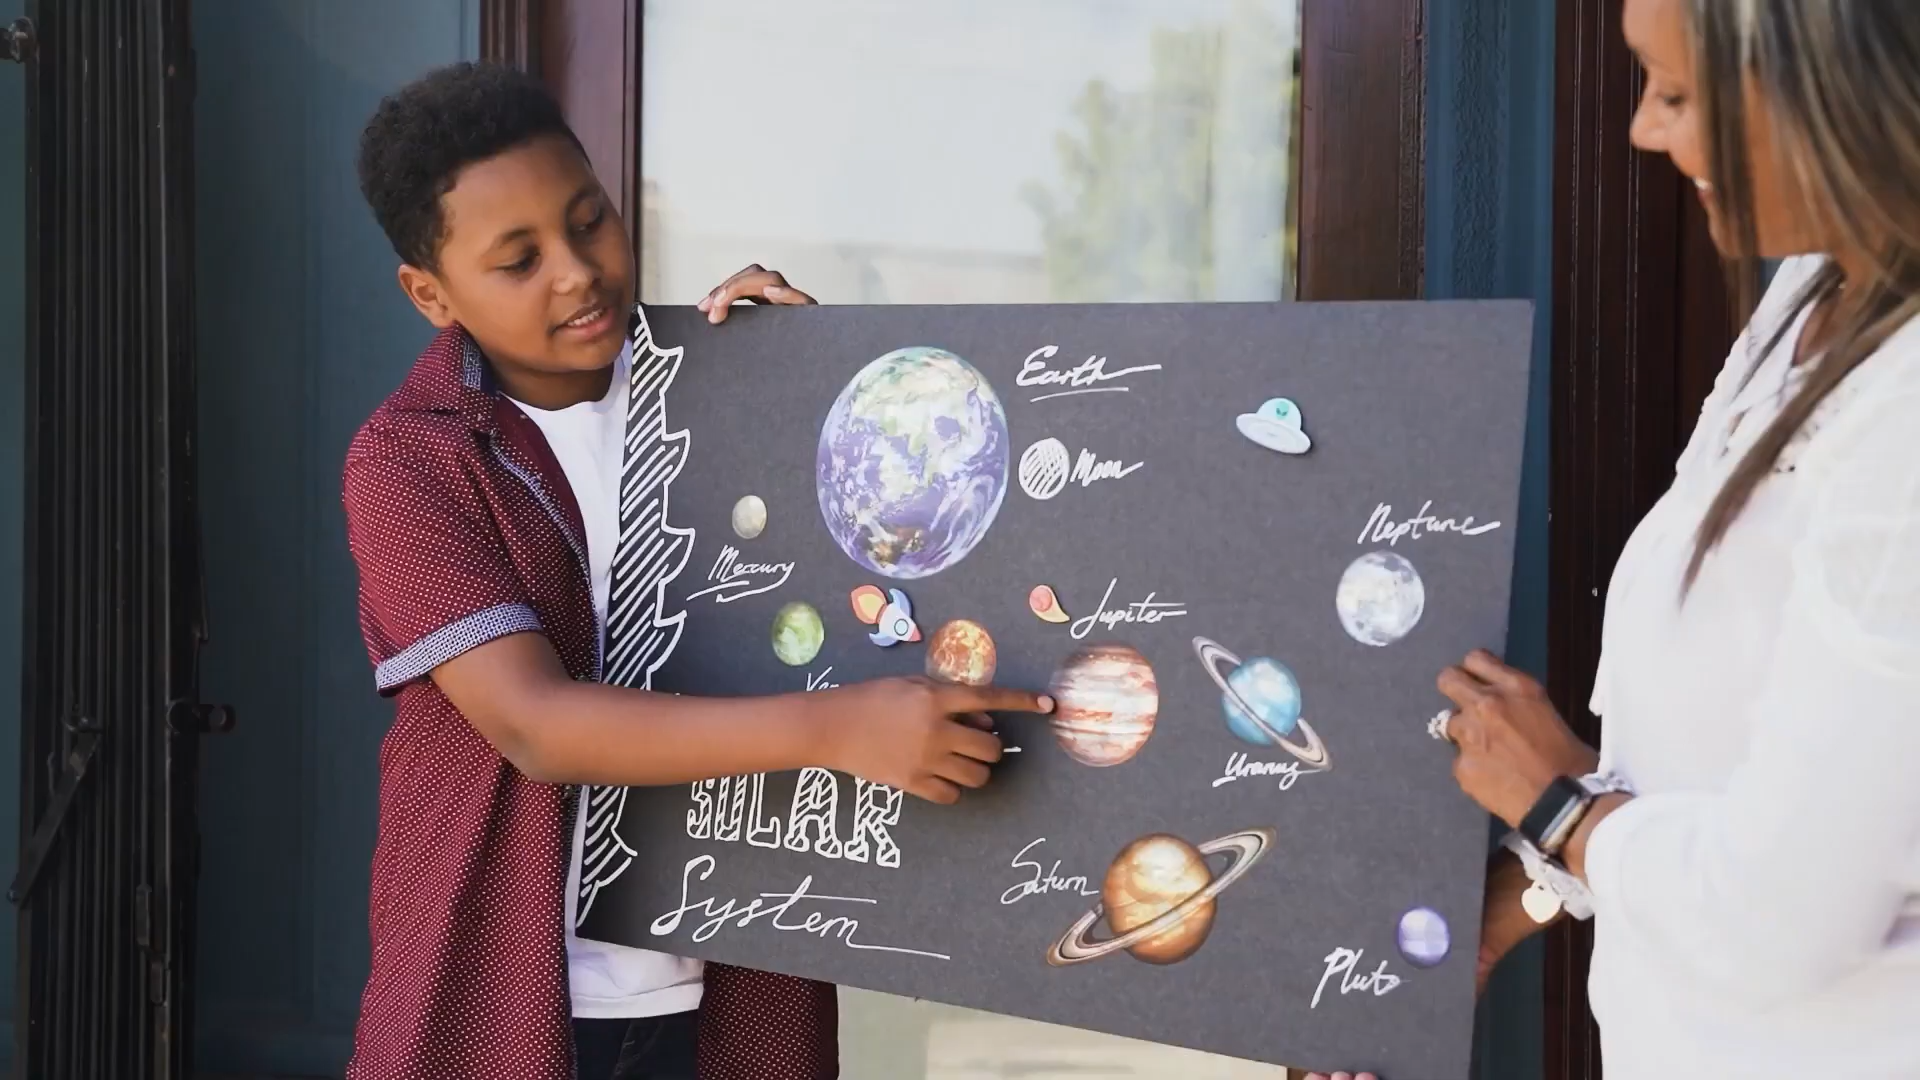 Earth
Moon
Neptune
Mercury
Jupiter
Uranus
SOLAR
System
Saturn
Pluto